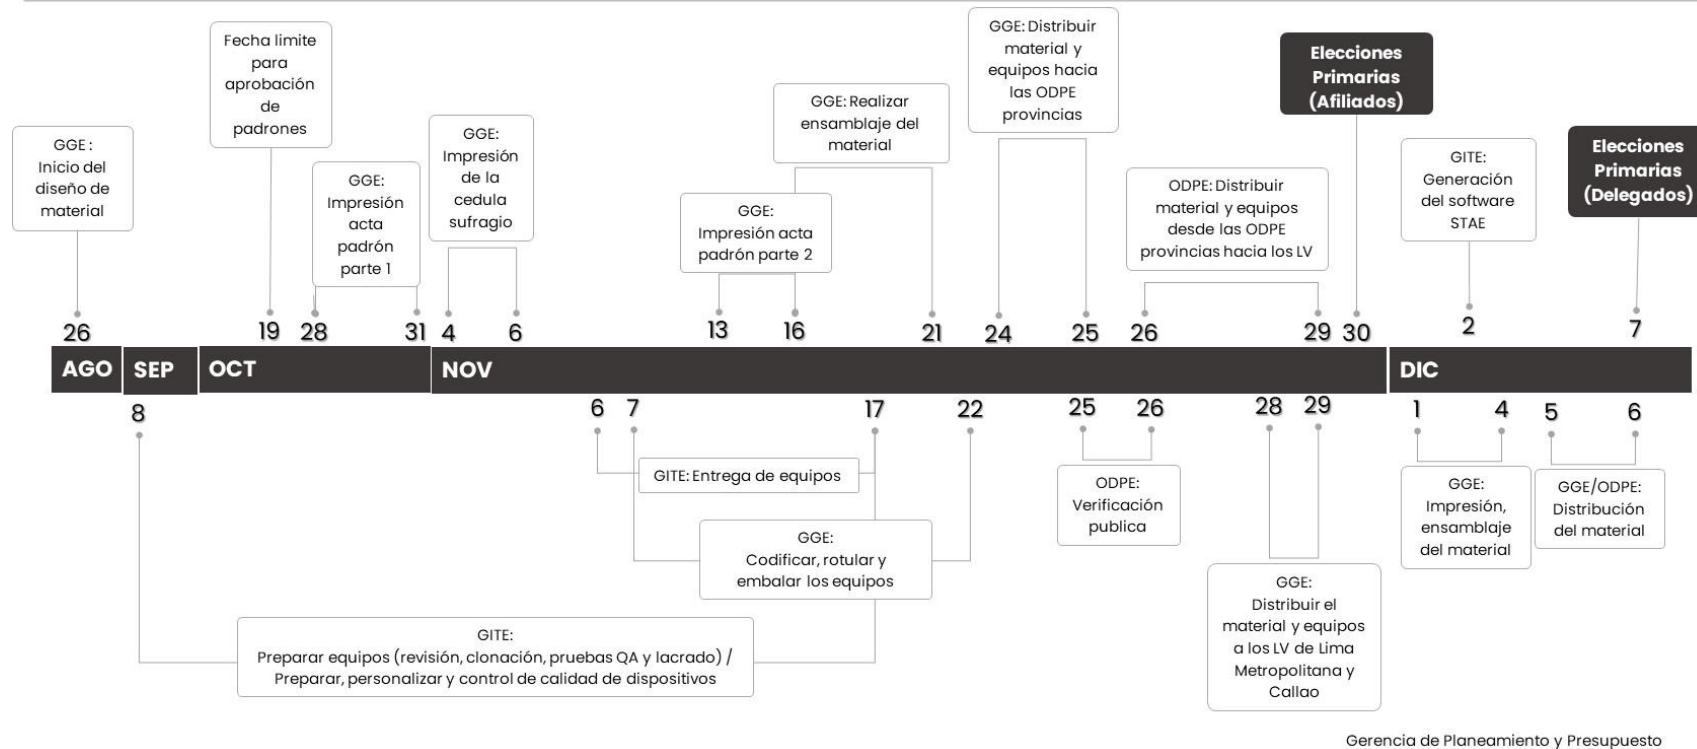 GGE :
Inicio del
diseño de
material
Fecha limite
para
aprobación
de
padrones
GGE:
Impresión
acta
padrón
parte 1
GGE:
Impresión
de la
cedula
sufragio
GGE:
Impresión acta
padrón parte 2
GGE: Realizar
ensamblaje del
material
GGE: Distribuir
material y
equipos hacia
las ODPE
provincias
ODPE: Distribuir
material y equipos
desde las ODPE
provincias hacia los LV
Elecciones
Primarias
(Afiliados)
GITE:
Generación
del software
STAE
Elecciones
Primarias
(Delegados)
26 19 28 31 4 6 13 16 21 24 25 26 29 30 2 7
AGO SEP OCT NOV DIC
8 6 7 17 22 25 26 28 29 1 4 5 6
GITE: Entrega de equipos
GGE:
Codificar, rotular y
embalar los equipos
GITE:
Preparar equipos (revisión, clonación, pruebas QA y lacrado) /
Preparar, personalizar y control de calidad de dispositivos
ODPE:
Verificación
publica
GGE:
Distribuir el
material y equipos
a los LV de Lima
Metropolitana y
Callao
GGE:
Impresión,
ensamblaje
del material
GGE/ODPE:
Distribución
del material
Gerencia de Planeamiento y Presupuesto